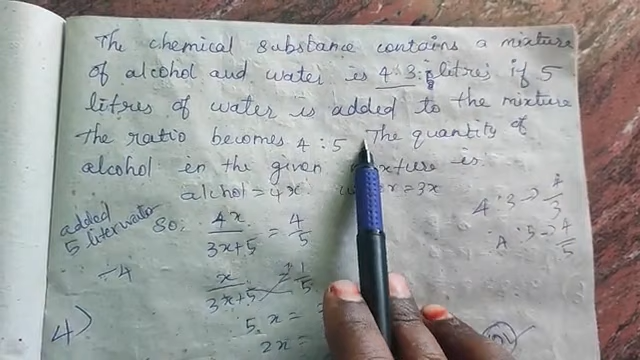 The chemical substance contains a mixture
of alcohol and water is 4:3 litres if 5
litres of water is added to the mixture
the ratio becomes 4:5 The quantity of
alcohol in the given is
alchol = 4x = 3x
added
5 liter water
So, 4x / 3x+5 = 4/5
4:3 → 4/3
:5 → 4/5
÷4
x / 3x+5 = 1/5
4)
5x =
2x =